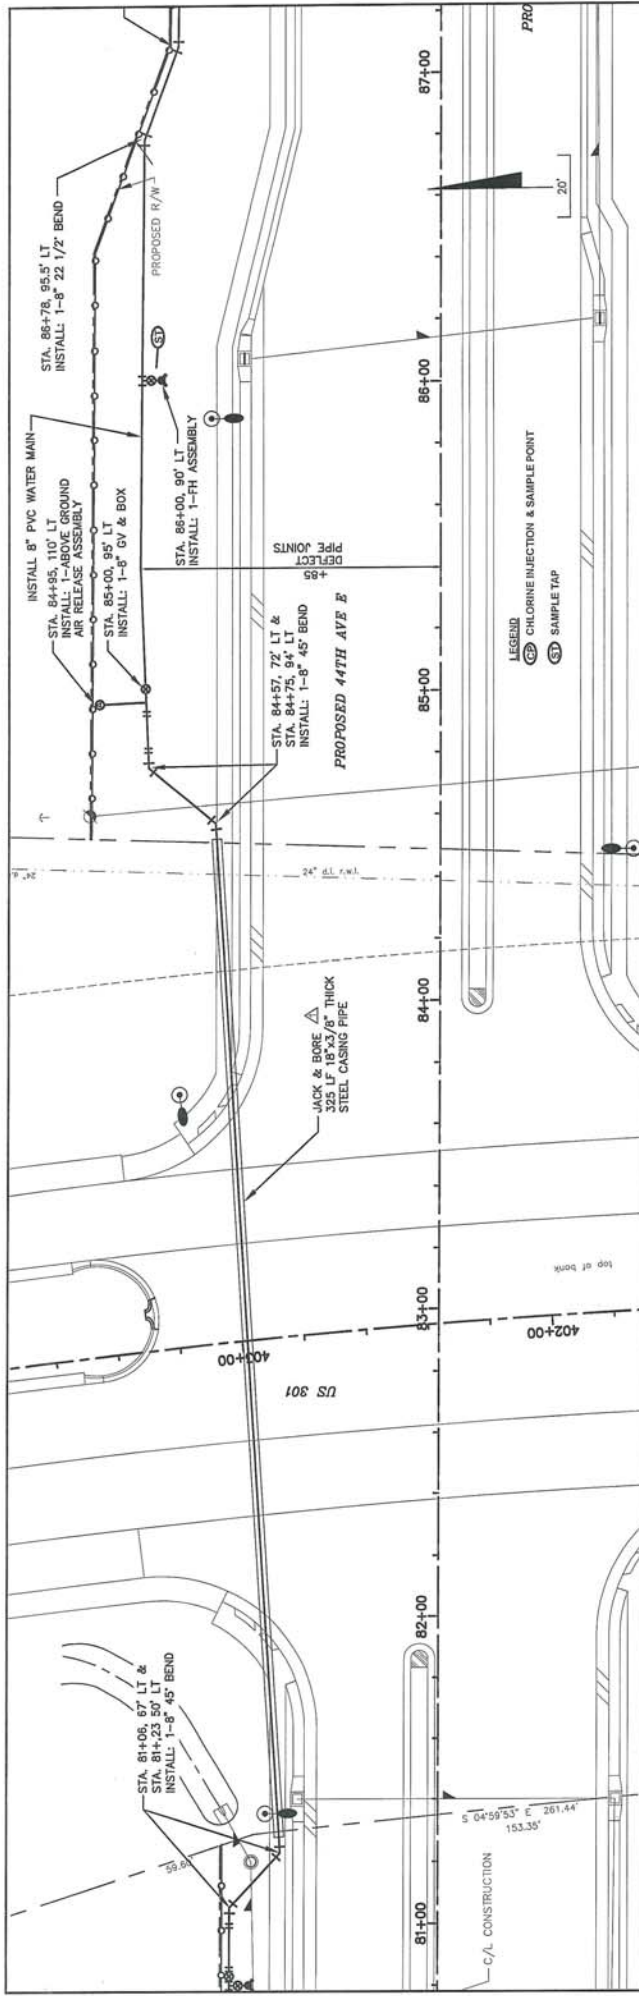 STA. 81+06, 67' LT &
STA. 81+,23 50' LT
INSTALL: 1-8" 45° BEND
59.60'
81+00
C/L CONSTRUCTION
S 04°59'53" E 261.44'
153.35'
82+00
US 301
403+00
83+00
402+00
top of bank
JACK & BORE
325 LF 18"x3/8" THICK
STEEL CASING PIPE
84+00
24" d.
24" d.i. r.w.l.
INSTALL 8" PVC WATER MAIN
STA. 84+95, 110' LT
INSTALL: 1-ABOVE GROUND
AIR RELEASE ASSEMBLY
STA. 85+00, 95' LT
INSTALL: 1-8" GV & BOX
STA. 84+57, 72' LT &
STA. 84+75, 94' LT
INSTALL: 1-8" 45° BEND
PROPOSED 44TH AVE E
85+00
+85
DEFLECT
PIPE JOINTS
STA. 86+00, 90' LT
INSTALL: 1-FH ASSEMBLY
ST
STA. 86+78, 95.5' LT
INSTALL: 1-8" 22 1/2° BEND
PROPOSED R/W
86+00
87+00
20'
PRO
LEGEND
CP CHLORINE INJECTION & SAMPLE POINT
ST SAMPLE TAP